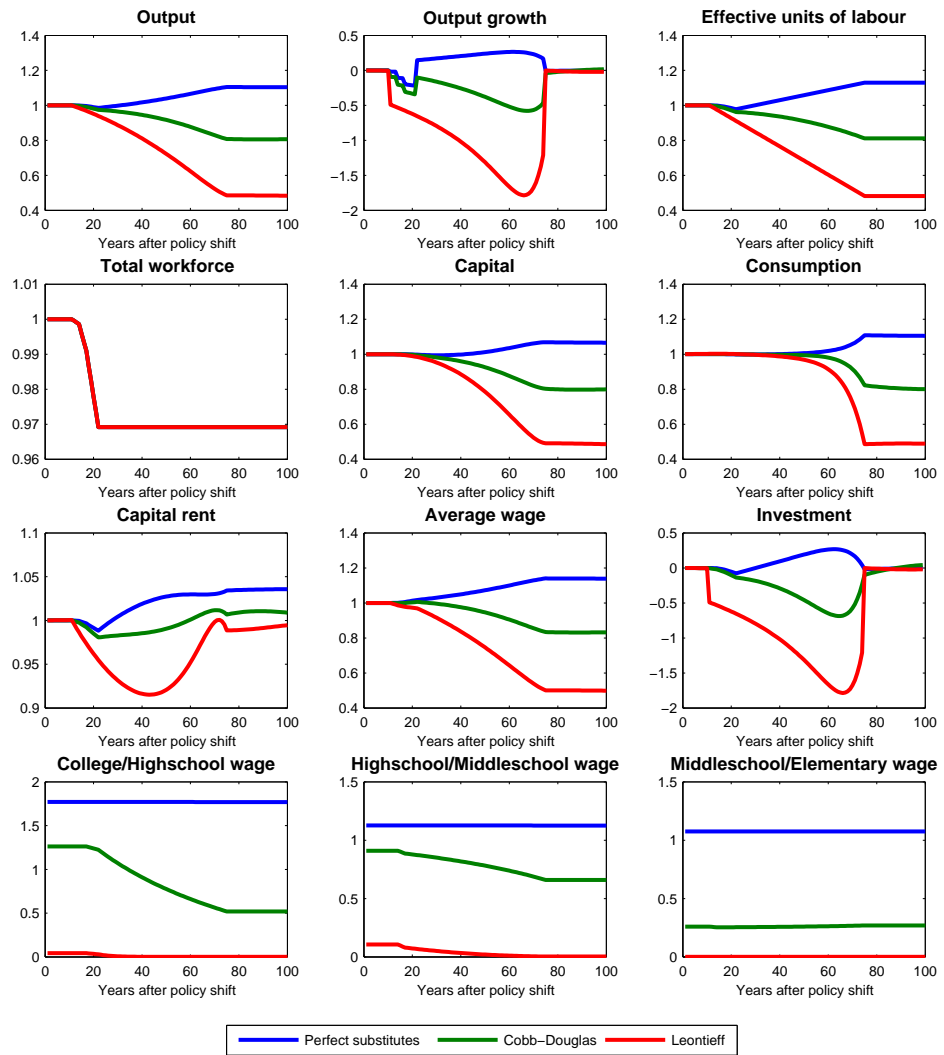 Output
1.4
1.2
1
0.8
0.6
0.4
0 20 40 60 80 100
Years after policy shift
Output growth
0.5
0
−0.5
−1
−1.5
−2
0 20 40 60 80 100
Years after policy shift
Effective units of labour
1.4
1.2
1
0.8
0.6
0.4
0 20 40 60 80 100
Years after policy shift
Total workforce
1.01
1
0.99
0.98
0.97
0.96
0 20 40 60 80 100
Years after policy shift
Capital
1.4
1.2
1
0.8
0.6
0.4
0 20 40 60 80 100
Years after policy shift
Consumption
1.4
1.2
1
0.8
0.6
0.4
0 20 40 60 80 100
Years after policy shift
Capital rent
1.1
1.05
1
0.95
0.9
0 20 40 60 80 100
Years after policy shift
Average wage
1.4
1.2
1
0.8
0.6
0.4
0 20 40 60 80 100
Years after policy shift
Investment
0.5
0
−0.5
−1
−1.5
−2
0 20 40 60 80 100
Years after policy shift
College/Highschool wage
2
1.5
1
0.5
0
0 20 40 60 80 100
Years after policy shift
Highschool/Middleschool wage
1.5
1
0.5
0
0 20 40 60 80 100
Years after policy shift
Middleschool/Elementary wage
1.5
1
0.5
0
0 20 40 60 80 100
Years after policy shift
Perfect substitutes Cobb−Douglas Leontieff